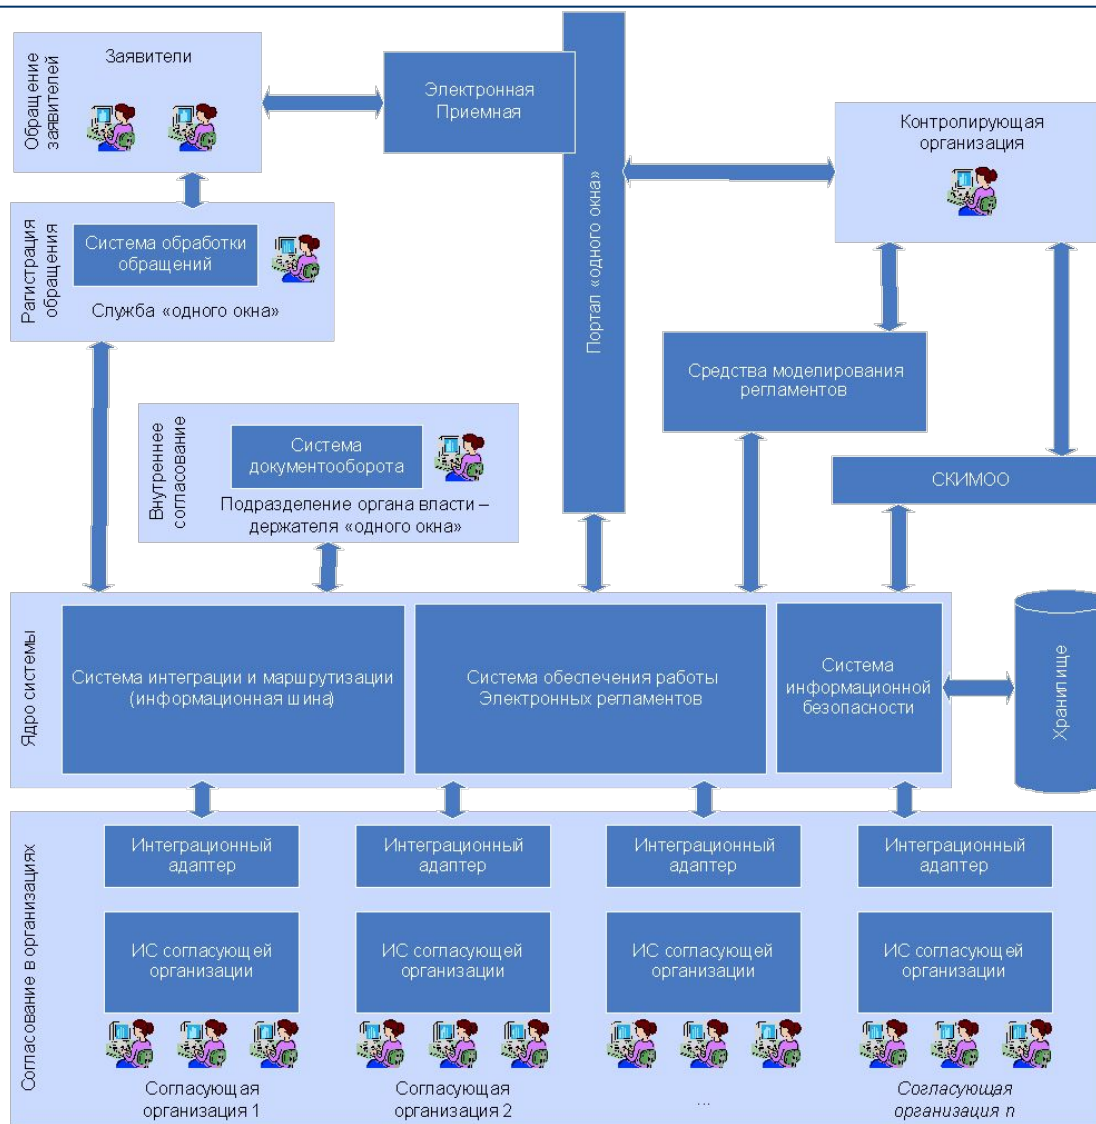 Обращение
заявителей
Заявители
Электронная
Приемная
Портал «одного окна»
Контролирующая
организация
Рагистрация
обращения
Система обработки
обращений
Служба «одного окна»
Средства моделирования
регламентов
Внутреннее
согласование
Система
документооборота
Подразделение органа власти –
держателя «одного окна»
СКИМОО
Ядро системы
Система интеграции и маршрутизации
(информационная шина)
Система обеспечения работы
Электронных регламентов
Система
информационной
безопасности
Хранилище
Согласование в организациях
Интеграционный
адаптер
Интеграционный
адаптер
Интеграционный
адаптер
Интеграционный
адаптер
ИС согласующей
организации
ИС согласующей
организации
ИС согласующей
организации
ИС согласующей
организации
Согласующая
организация 1
Согласующая
организация 2
...
Согласующая
организация n